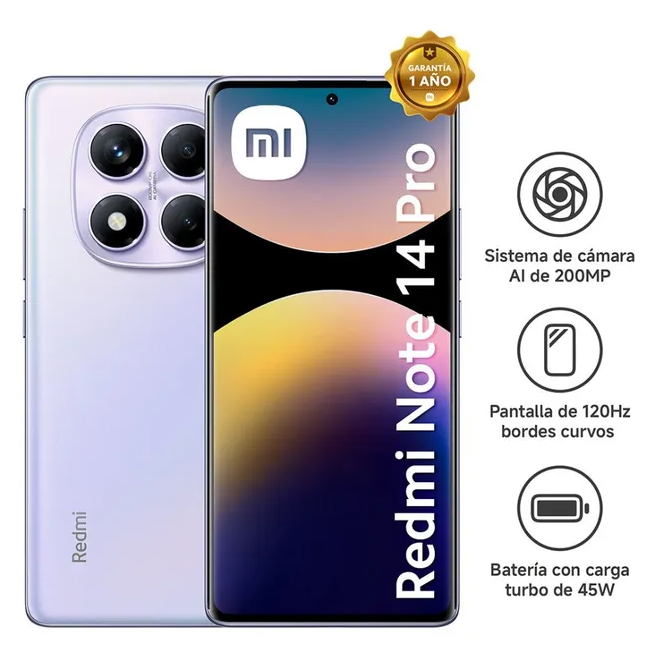 GARANTÍA
1 AÑO
Redmi Note 14 Pro
Redmi
Sistema de cámara
AI de 200MP
Pantalla de 120Hz
bordes curvos
Batería con carga
turbo de 45W